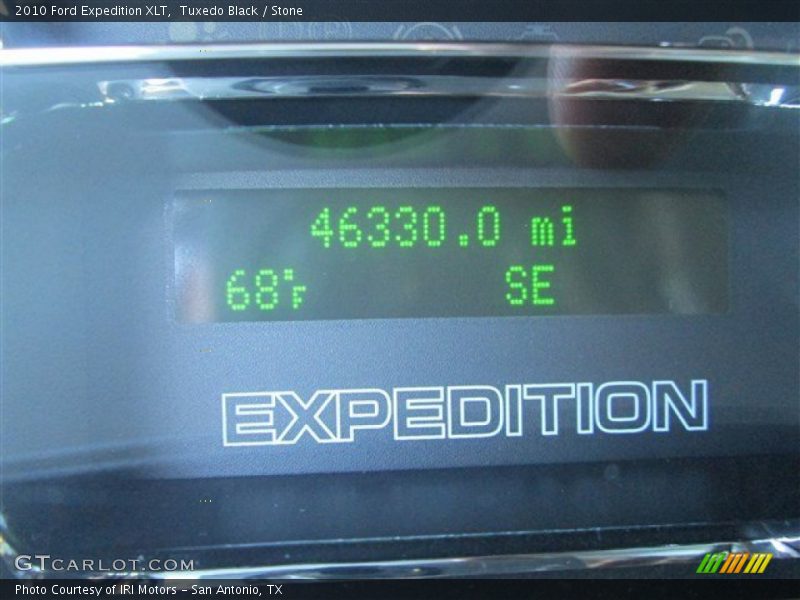 2010 Ford Expedition XLT,  Tuxedo Black / Stone
46330.0 mi
68°F SE
EXPEDITION
GTCARLOT.COM
Photo Courtesy of IRI Motors - San Antonio, TX